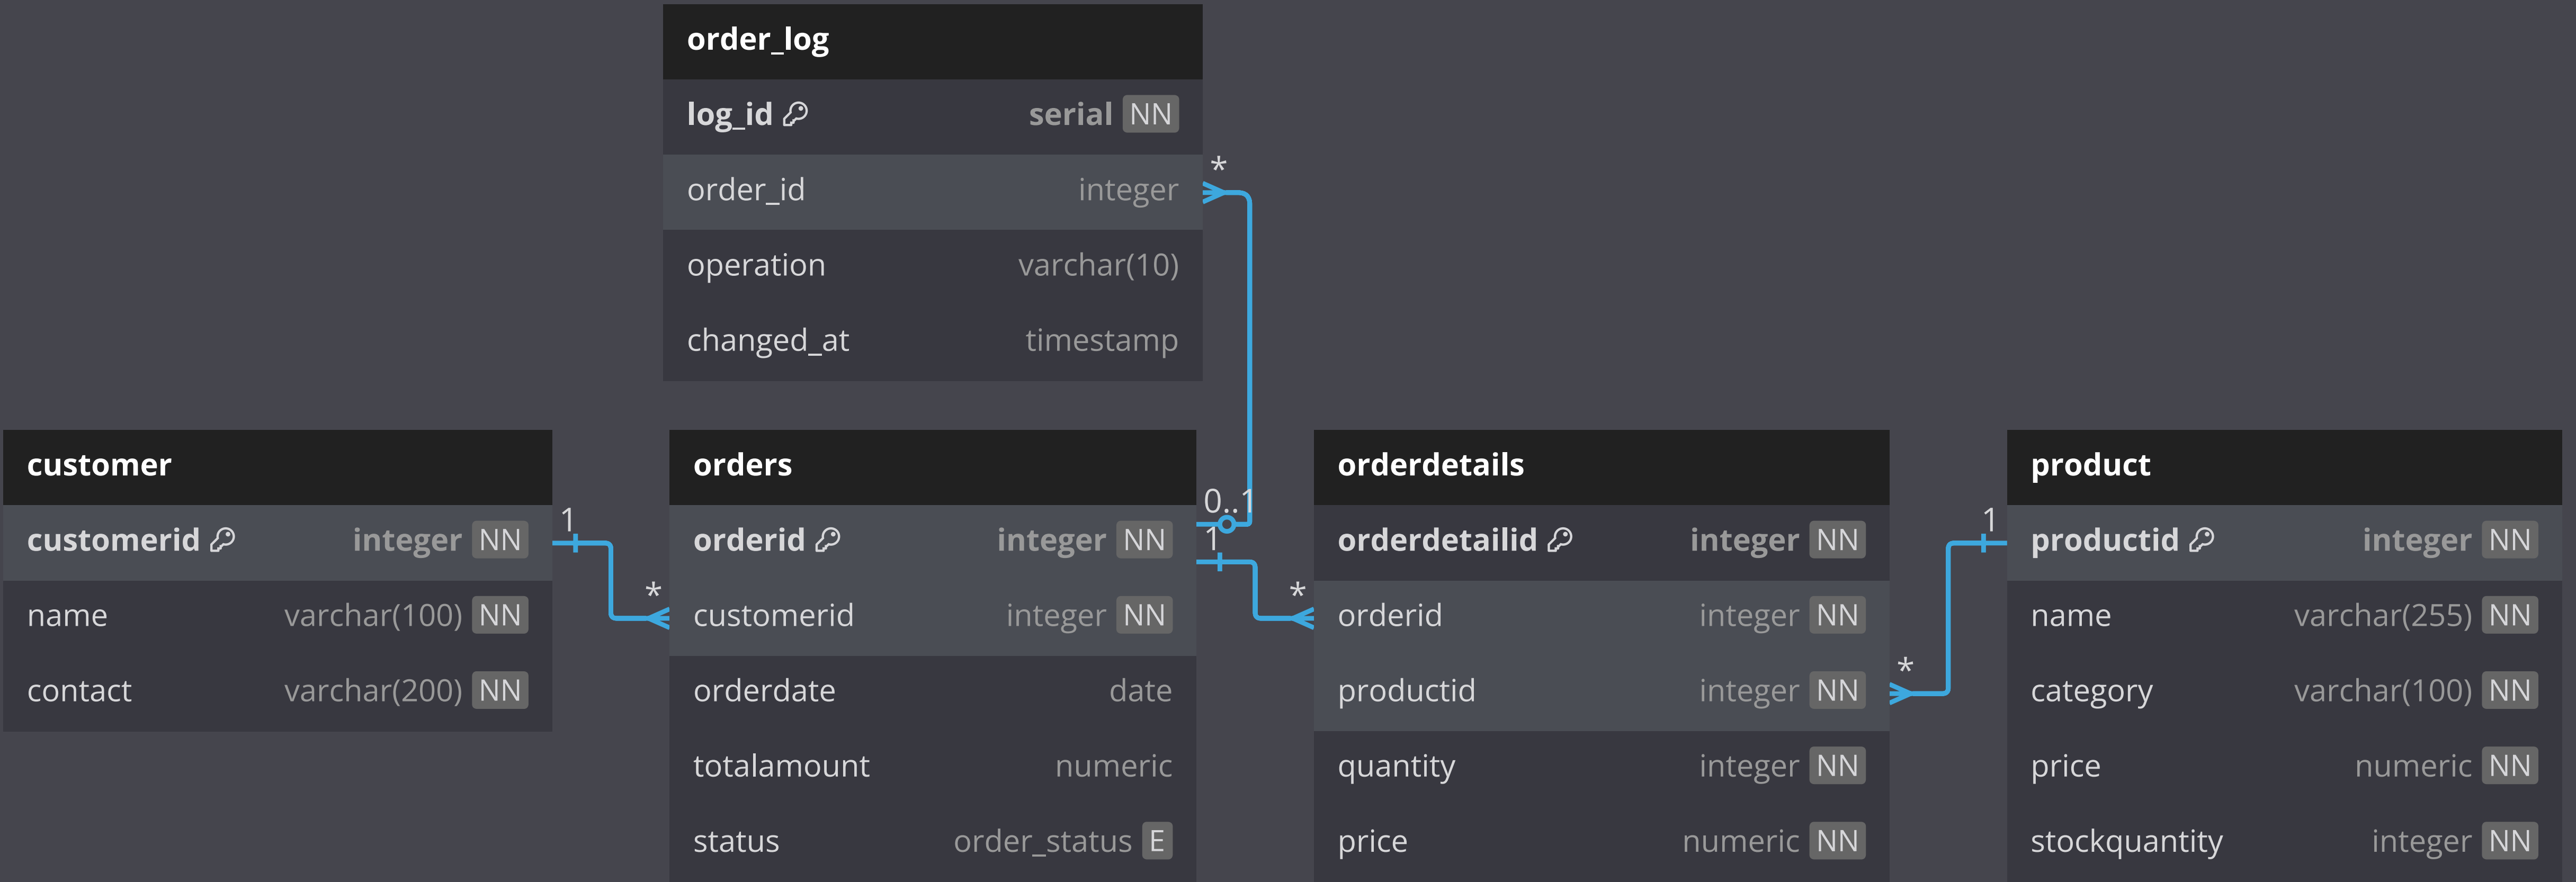 order_log
log_id serial NN
order_id integer
operation varchar(10)
changed_at timestamp
*
0..1
customer
customerid integer NN
name varchar(100) NN
contact varchar(200) NN
1
*
orders
orderid integer NN
customerid integer NN
orderdate date
totalamount numeric
status order_status E
1
*
orderdetails
orderdetailid integer NN
orderid integer NN
productid integer NN
quantity integer NN
price numeric NN
*
1
product
productid integer NN
name varchar(255) NN
category varchar(100) NN
price numeric NN
stockquantity integer NN